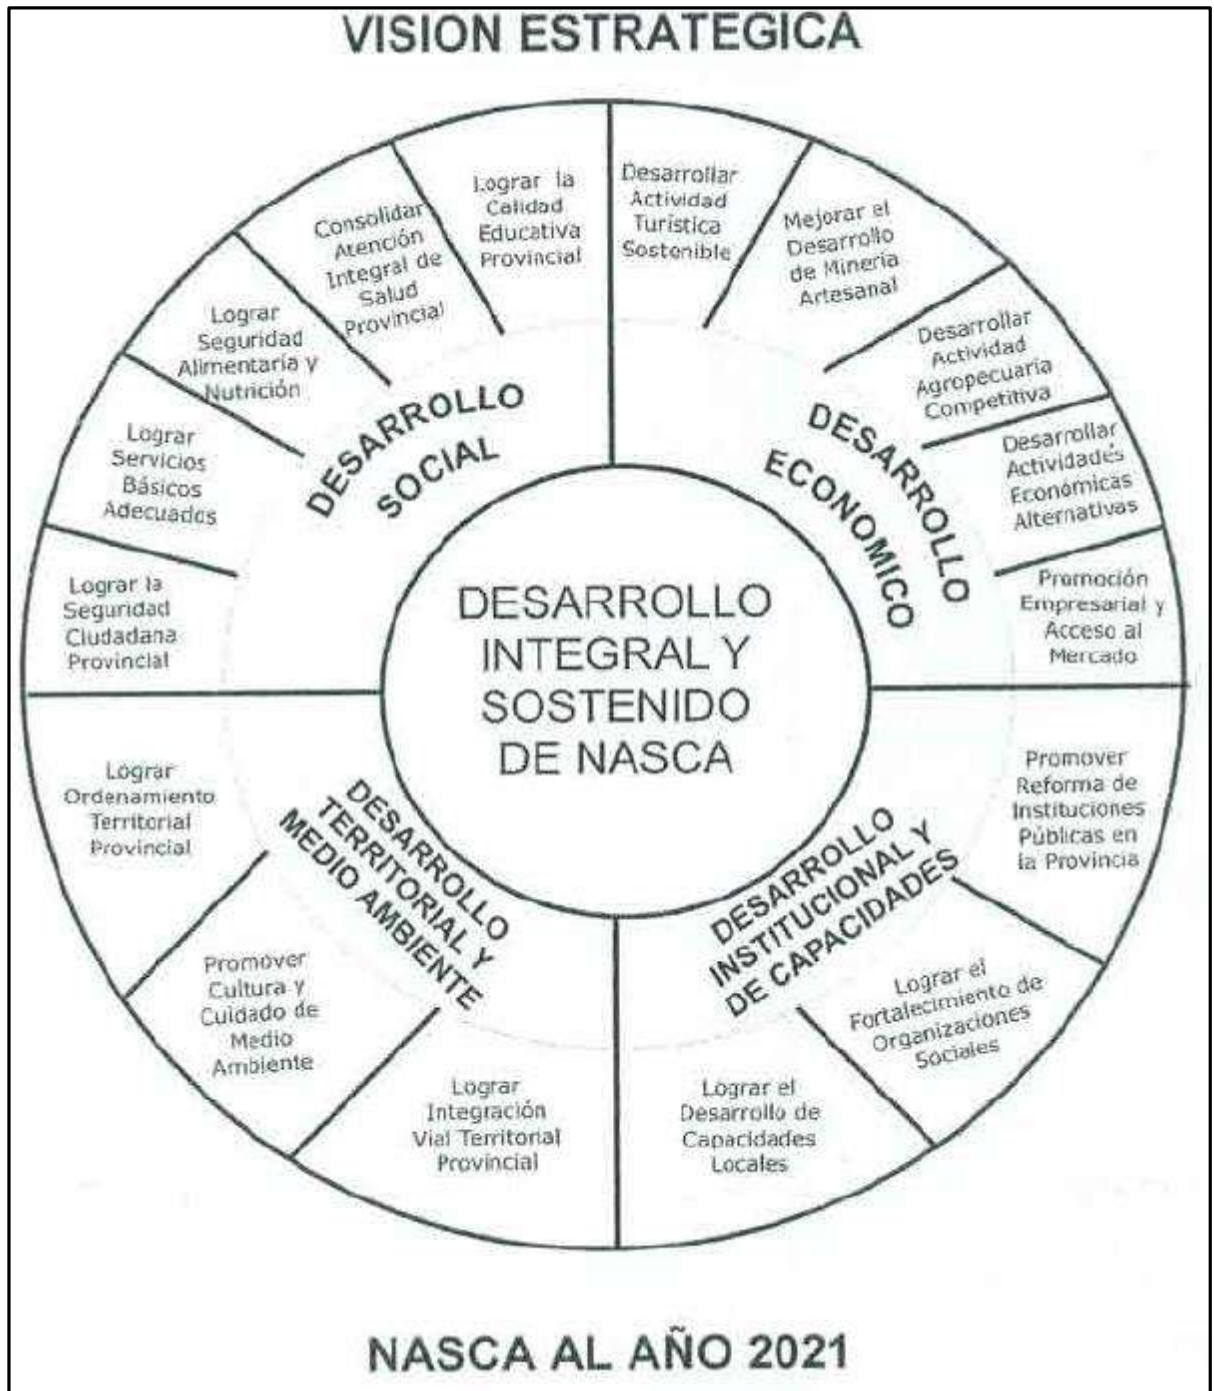 VISION ESTRATEGICA
Lograr la
Calidad
Educativa
Provincial
Consolidar
Atención
Integral de
Salud
Provincial
Lograr
Seguridad
Alimentaria y
Nutrición
Lograr
Servicios
Básicos
Adecuados
Lograr la
Seguridad
Ciudadana
Provincial
DESARROLLO
SOCIAL
Desarrollar
Actividad
Turística
Sostenible
Mejorar el
Desarrollo
de Minería
Artesanal
Desarrollar
Actividad
Agropecuaria
Competitiva
Desarrollar
Actividades
Económicas
Alternativas
Promoción
Empresarial y
Acceso al
Mercado
DESARROLLO
ECONOMICO
DESARROLLO
INTEGRAL Y
SOSTENIDO
DE NASCA
Lograr
Ordenamiento
Territorial
Provincial
Promover
Cultura y
Cuidado de
Medio
Ambiente
Lograr
Integración
Vial Territorial
Provincial
DESARROLLO
TERRITORIAL Y
MEDIO AMBIENTE
Promover
Reforma de
Instituciones
Públicas en
la Provincia
Lograr el
Fortalecimiento de
Organizaciones
Sociales
Lograr el
Desarrollo de
Capacidades
Locales
DESARROLLO
INSTITUCIONAL Y
DE CAPACIDADES
NASCA AL AÑO 2021